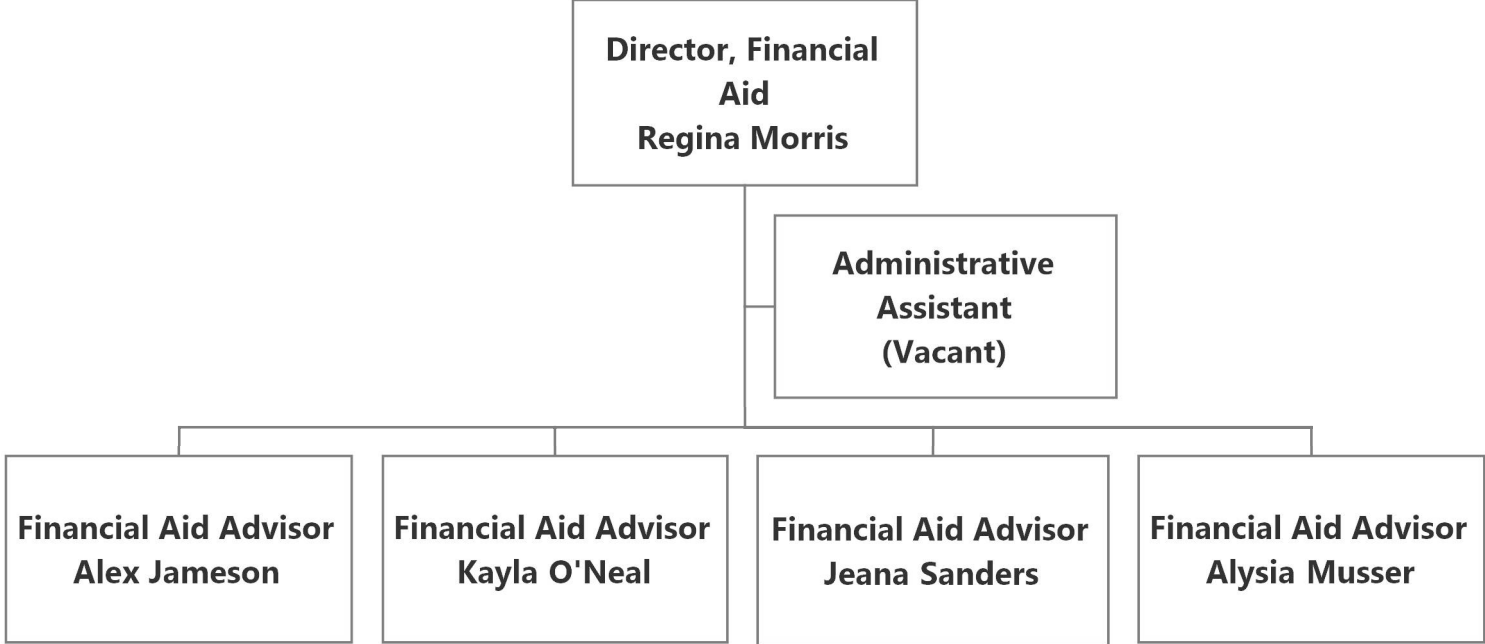 Director, Financial
Aid
Regina Morris
Administrative
Assistant
(Vacant)
Financial Aid Advisor
Alex Jameson
Financial Aid Advisor
Kayla O'Neal
Financial Aid Advisor
Jeana Sanders
Financial Aid Advisor
Alysia Musser